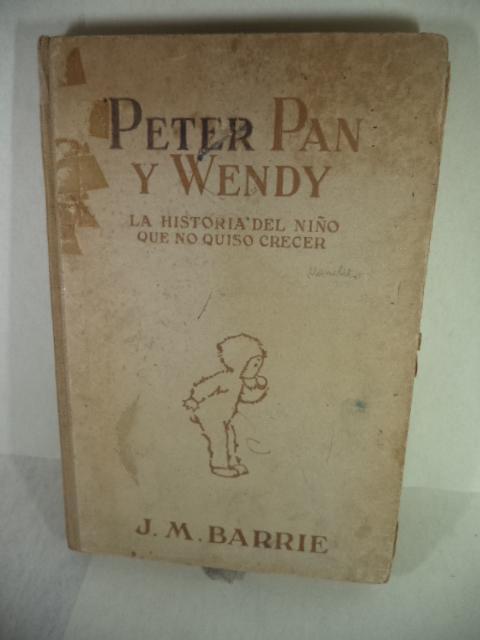 PETER PAN
Y WENDY
LA HISTORIA DEL NIÑO
QUE NO QUISO CRECER
J. M. BARRIE